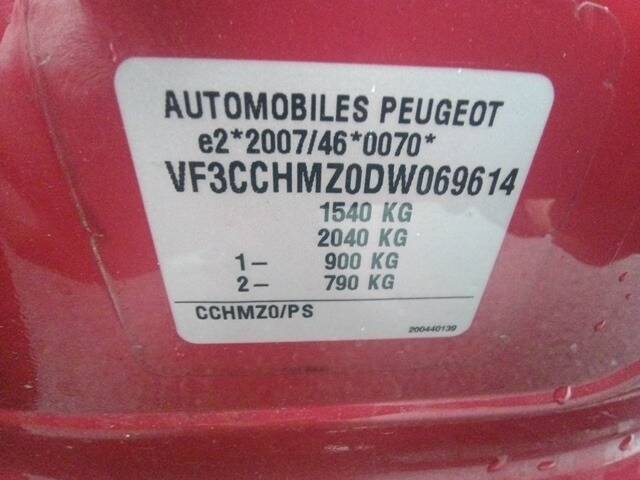 AUTOMOBILES PEUGEOT
e2*2007/46*0070*
VF3CCHMZ0DW069614
1540 KG
2040 KG
1- 900 KG
2- 790 KG
CCHMZ0/PS
200440139